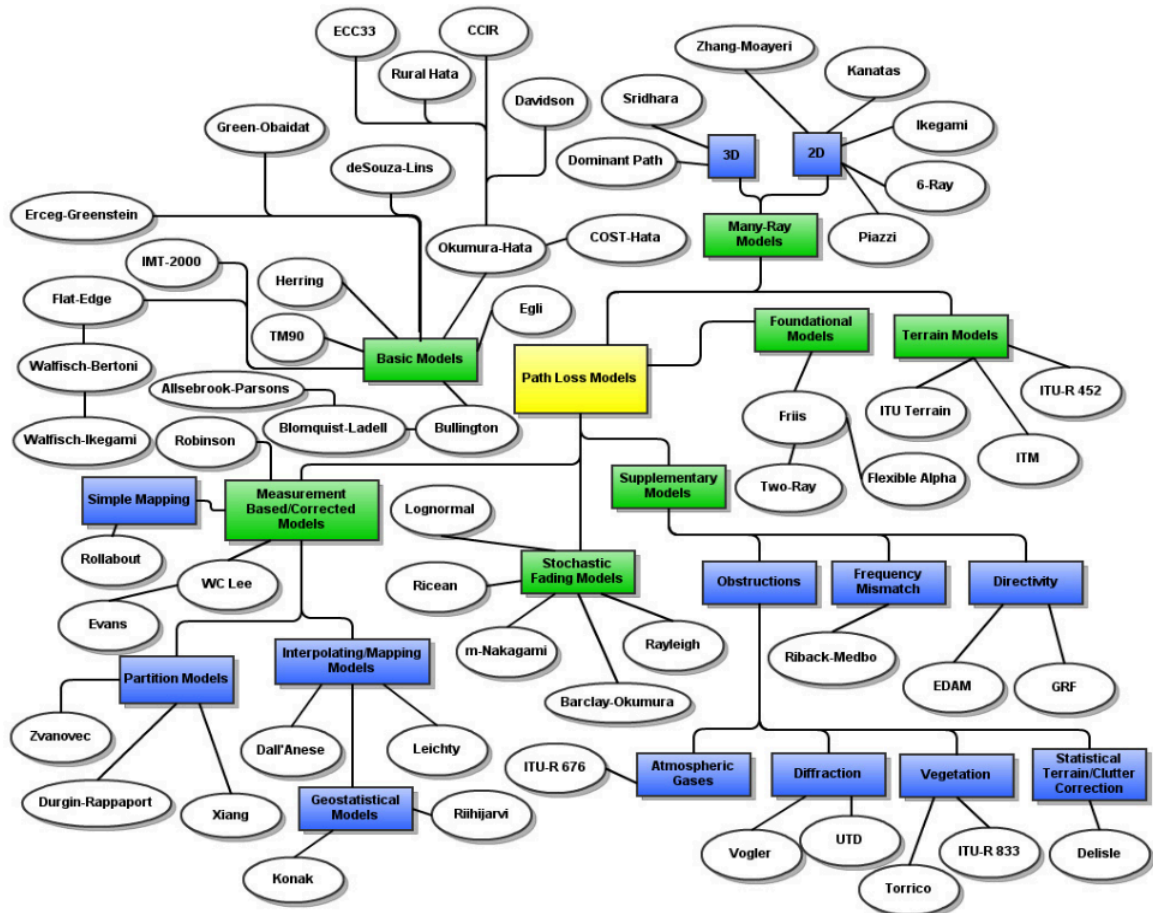 ECC33
CCIR
Zhang-Moayeri
Rural Hata
Kanatas
Davidson
Sridhara
Green-Obaidat
Ikegami
3D
2D
deSouza-Lins
Dominant Path
6-Ray
Erceg-Greenstein
Many-Ray
Models
Okumura-Hata
COST-Hata
Piazzi
IMT-2000
Herring
Flat-Edge
Egli
Foundational
Models
Terrain Models
TM90
Basic Models
Walfisch-Bertoni
Path Loss Models
Allsebrook-Parsons
ITU-R 452
ITU Terrain
Friis
Blomquist-Ladell
Bullington
Walfisch-Ikegami
Robinson
ITM
Supplementary
Models
Two-Ray
Flexible Alpha
Simple Mapping
Measurement
Based/Corrected
Models
Lognormal
Rollabout
Stochastic
Fading Models
Obstructions
Frequency
Mismatch
Directivity
WC Lee
Ricean
Evans
m-Nakagami
Rayleigh
Interpolating/Mapping
Models
Riback-Medbo
Partition Models
EDAM
GRF
Barclay-Okumura
Zvanovec
Dall'Anese
Leichty
ITU-R 676
Atmospheric
Gases
Diffraction
Vegetation
Statistical
Terrain/Clutter
Correction
Durgin-Rappaport
Xiang
Geostatistical
Models
Riihijarvi
Vogler
UTD
ITU-R 833
Delisle
Konak
Torrico